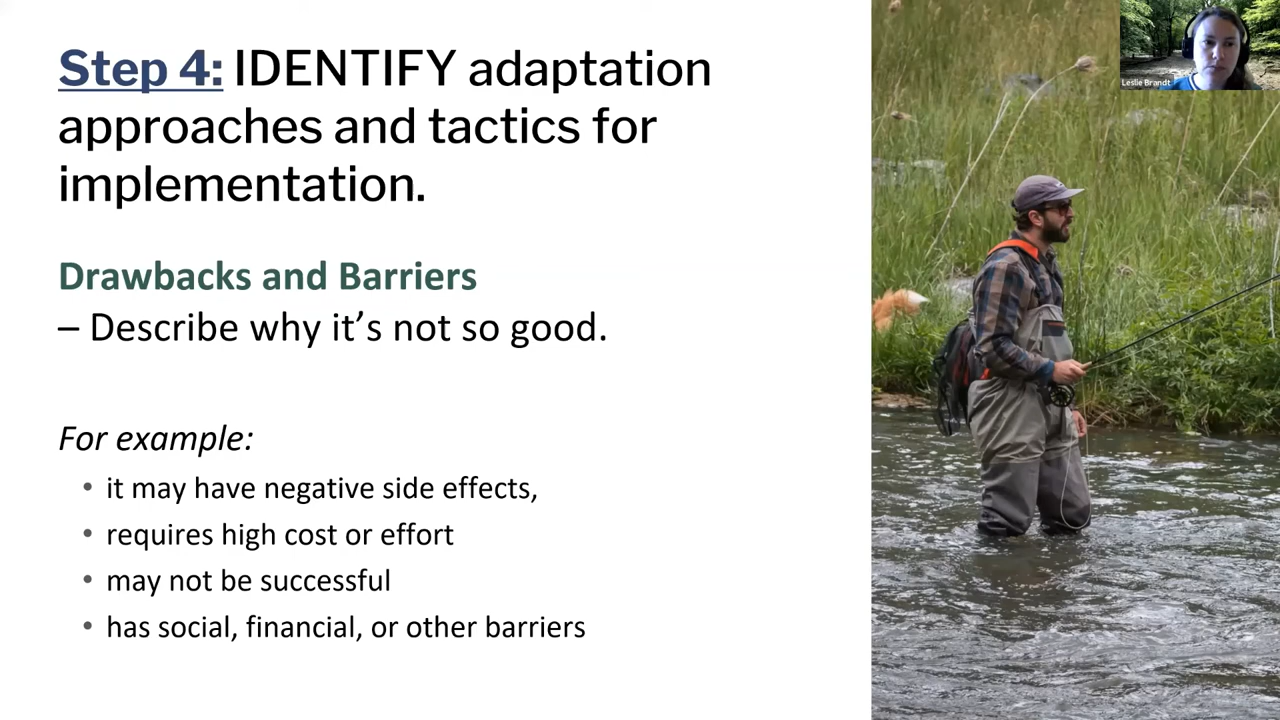 Step 4: IDENTIFY adaptation
approaches and tactics for
implementation.
Drawbacks and Barriers
– Describe why it’s not so good.
For example:
• it may have negative side effects,
• requires high cost or effort
• may not be successful
• has social, financial, or other barriers
Leslie Brandt